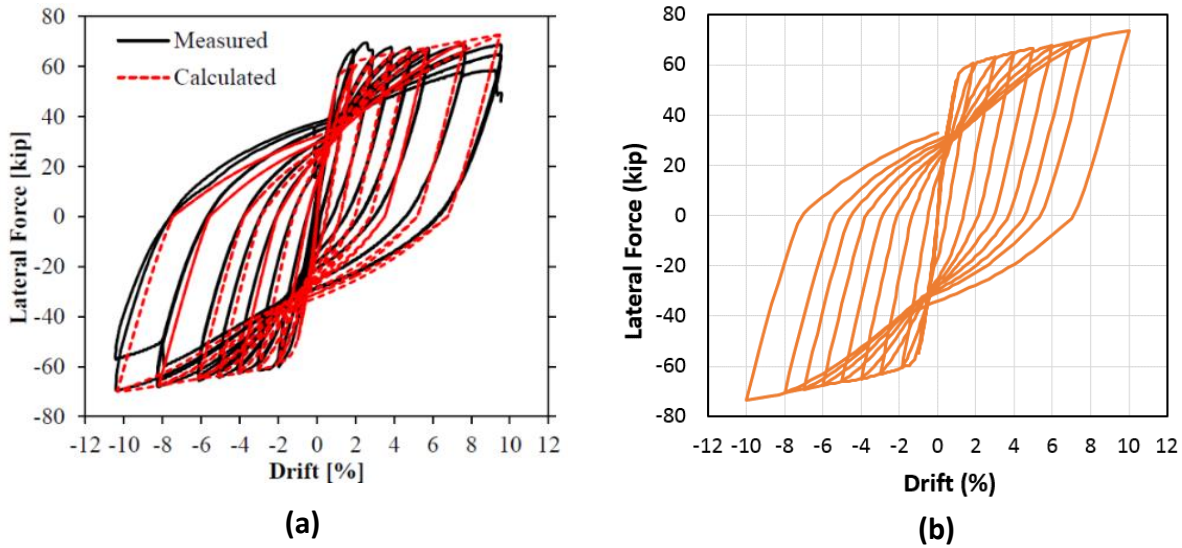 80
60
40
20
0
-20
-40
-60
-80
Lateral Force [kip]
Measured
Calculated
-12 -10 -8 -6 -4 -2 0 2 4 6 8 10 12
Drift [%]
(a)
80
60
40
20
0
-20
-40
-60
-80
Lateral Force (kip)
-12 -10 -8 -6 -4 -2 0 2 4 6 8 10 12
Drift (%)
(b)